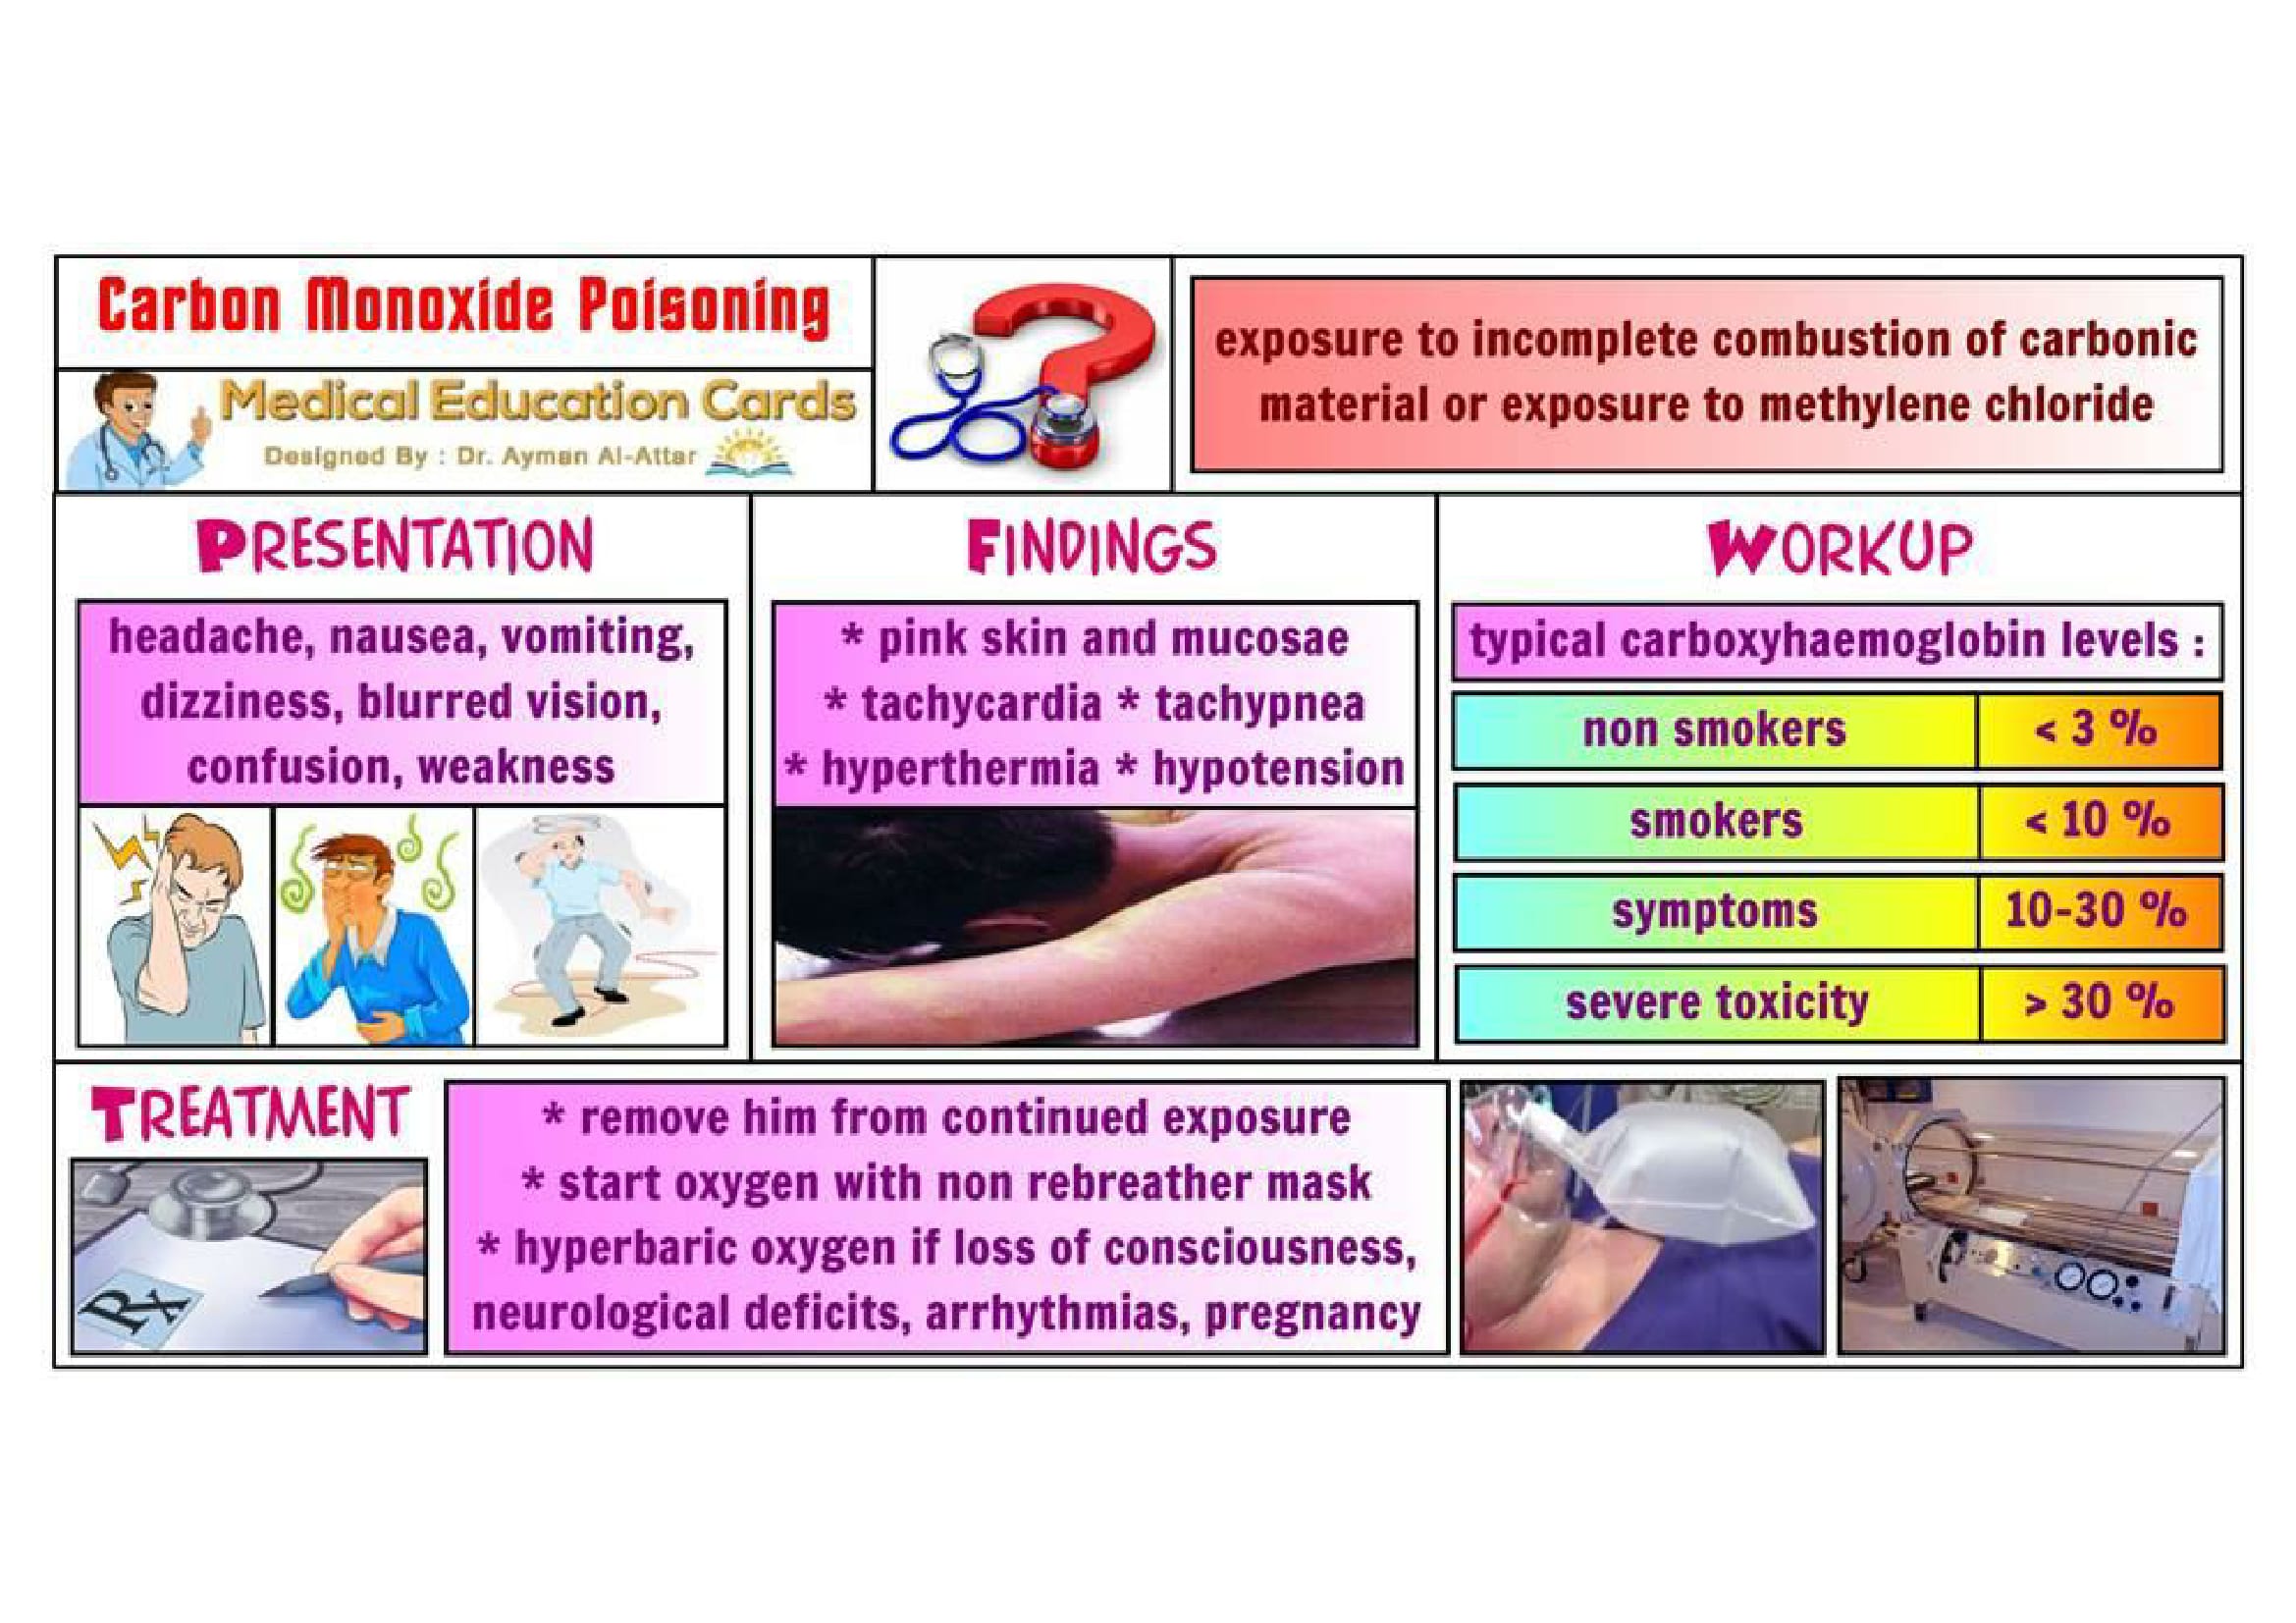 Carbon Monoxide Poisoning
Medical Education Cards
Designed By : Dr. Ayman Al-Attar
exposure to incomplete combustion of carbonic
material or exposure to methylene chloride
PRESENTATION
headache, nausea, vomiting,
dizziness, blurred vision,
confusion, weakness
FINDINGS
* pink skin and mucosae
* tachycardia * tachypnea
* hyperthermia * hypotension
WORKUP
typical carboxyhaemoglobin levels :
non smokers < 3 %
smokers < 10 %
symptoms 10-30 %
severe toxicity > 30 %
TREATMENT
Rx
* remove him from continued exposure
* start oxygen with non rebreather mask
* hyperbaric oxygen if loss of consciousness,
neurological deficits, arrhythmias, pregnancy